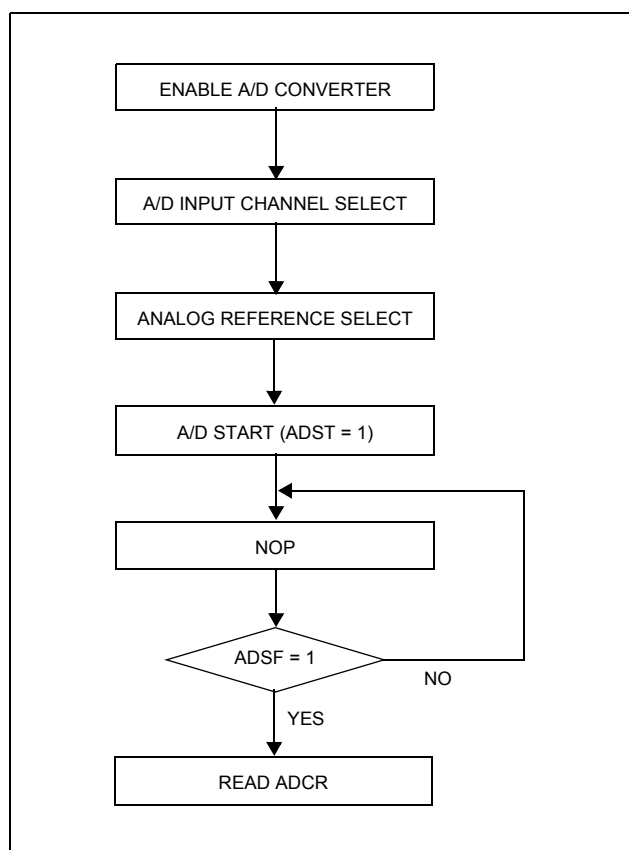 ENABLE A/D CONVERTER
A/D INPUT CHANNEL SELECT
ANALOG REFERENCE SELECT
A/D START (ADST = 1)
NOP
ADSF = 1
NO
YES
READ ADCR